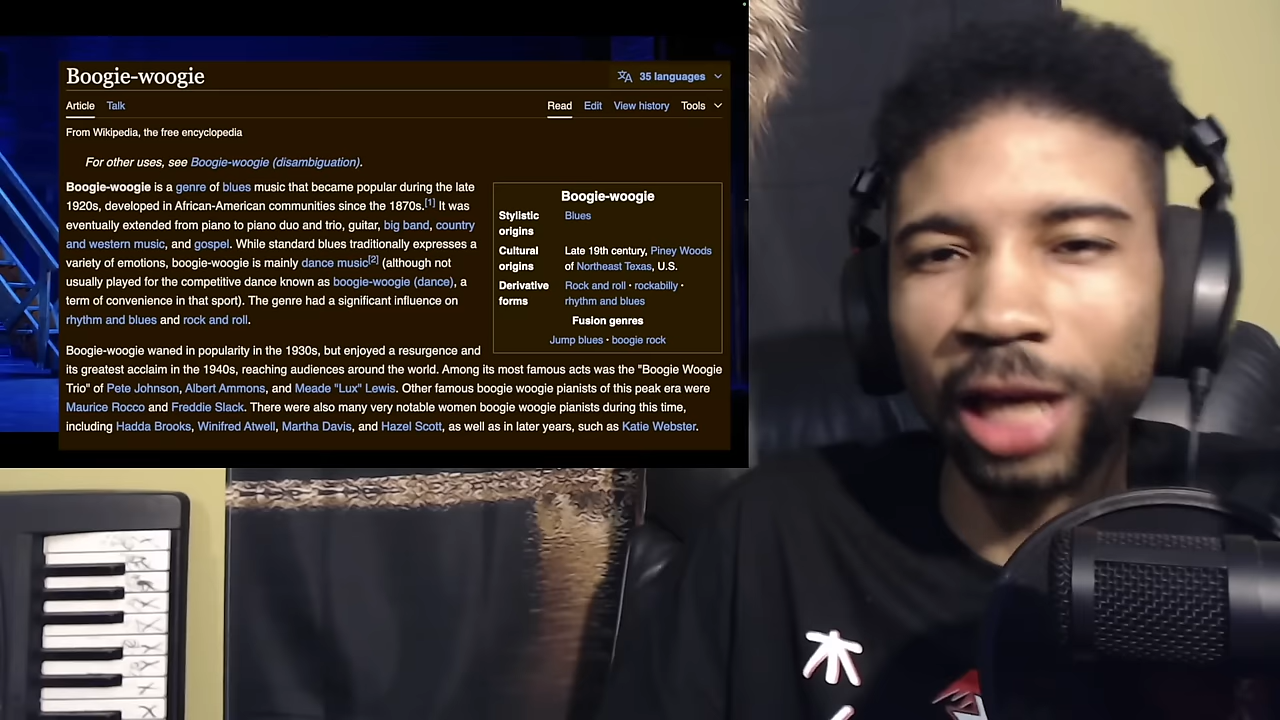 Boogie-woogie
35 languages
Article Talk Read Edit View history Tools
From Wikipedia, the free encyclopedia
For other uses, see Boogie-woogie (disambiguation).
Boogie-woogie is a genre of blues music that became popular during the late
1920s, developed in African-American communities since the 1870s.[1] It was
eventually extended from piano to piano duo and trio, guitar, big band, country
and western music, and gospel. While standard blues traditionally expresses a
variety of emotions, boogie-woogie is mainly dance music[2] (although not
usually played for the competitive dance known as boogie-woogie (dance), a
term of convenience in that sport). The genre had a significant influence on
rhythm and blues and rock and roll.
Boogie-woogie
Stylistic origins Blues
Cultural origins Late 19th century, Piney Woods
of Northeast Texas, U.S.
Derivative forms Rock and roll · rockabilly ·
rhythm and blues
Fusion genres
Jump blues · boogie rock
Boogie-woogie waned in popularity in the 1930s, but enjoyed a resurgence and
its greatest acclaim in the 1940s, reaching audiences around the world. Among its most famous acts was the "Boogie Woogie
Trio" of Pete Johnson, Albert Ammons, and Meade "Lux" Lewis. Other famous boogie woogie pianists of this peak era were
Maurice Rocco and Freddie Slack. There were also many very notable women boogie woogie pianists during this time,
including Hadda Brooks, Winifred Atwell, Martha Davis, and Hazel Scott, as well as in later years, such as Katie Webster.